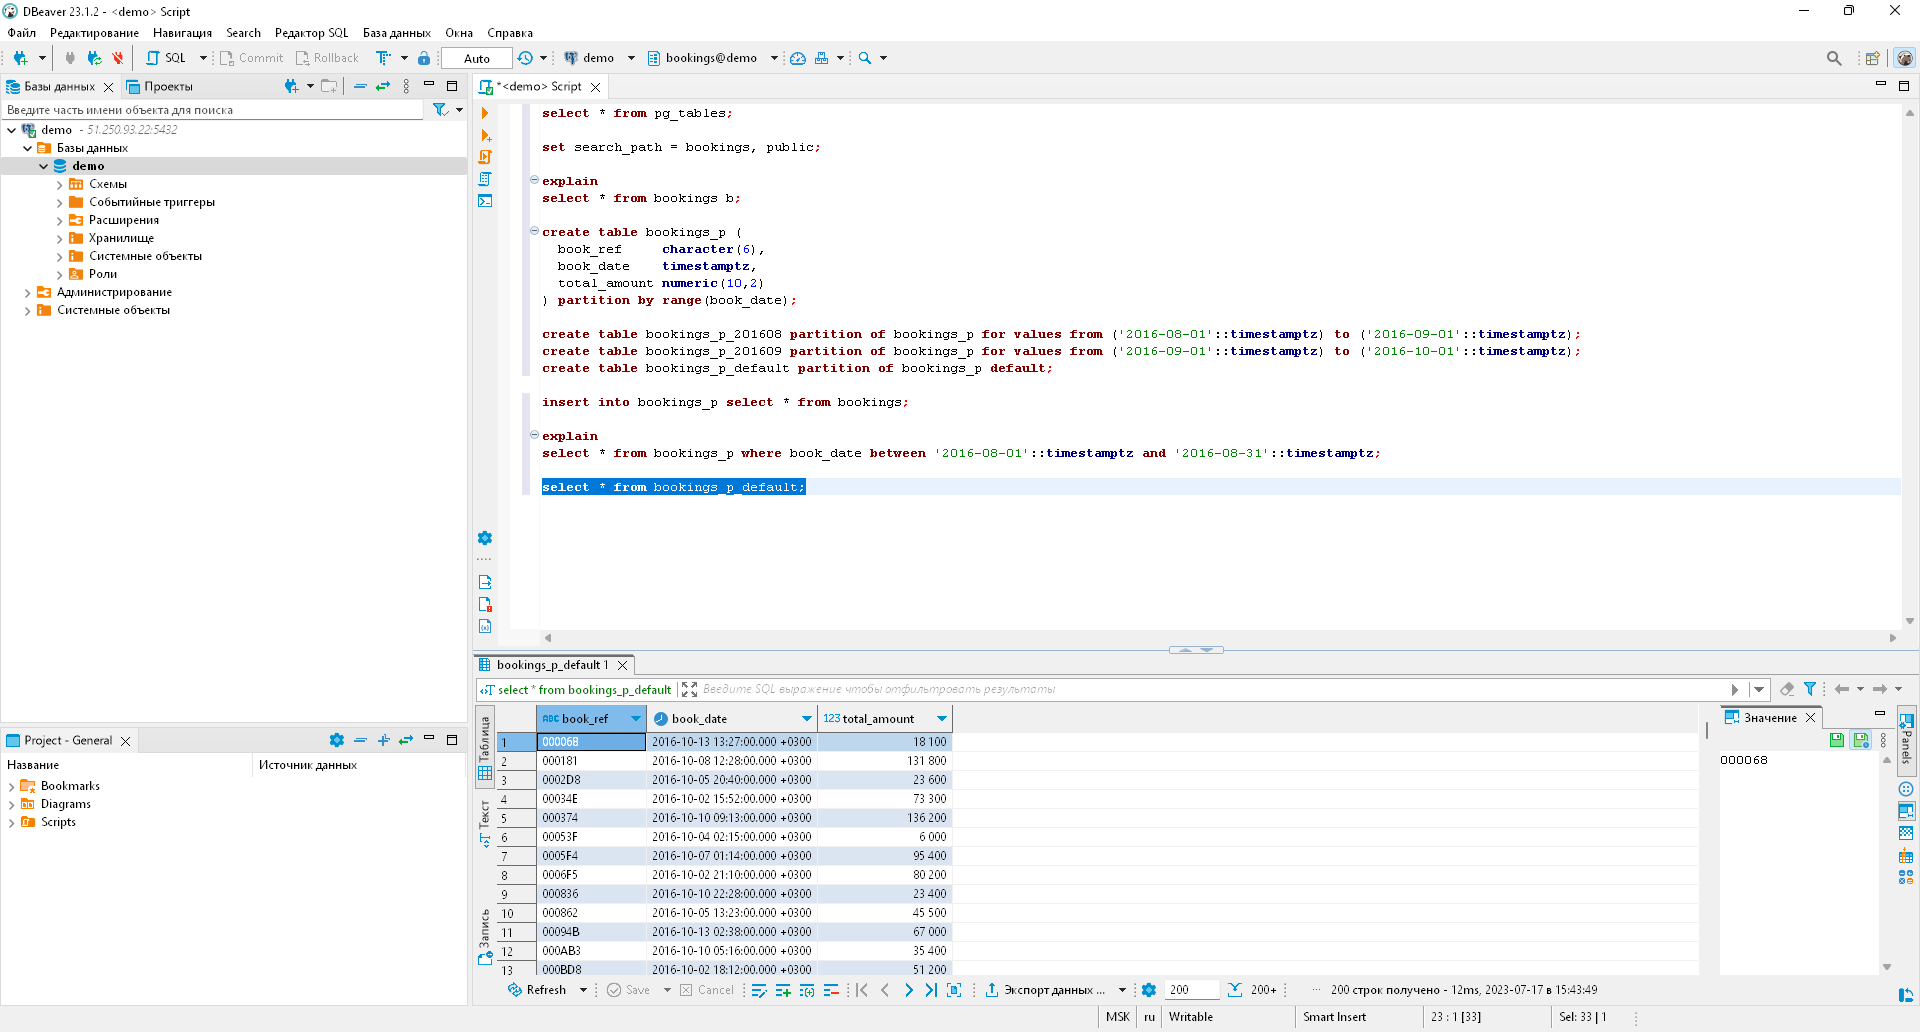 DBeaver 23.1.2 - <demo> Script
Файл Редактирование Навигация Search Редактор SQL База данных Окна Справка
SQL Commit Rollback Auto demo bookings@demo
Базы данных Проекты
Введите часть имени объекта для поиска
demo - 51.250.93.22:5432
Базы данных
demo
Схемы
Событийные триггеры
Расширения
Хранилище
Системные объекты
Роли
Администрирование
Системные объекты
Project - General
Название Источник данных
Bookmarks
Diagrams
Scripts
*<demo> Script
select * from pg_tables;
set search_path = bookings, public;
explain
select * from bookings b;
create table bookings_p (
book_ref character(6),
book_date timestamptz,
total_amount numeric(10,2)
) partition by range(book_date);
create table bookings_p_201608 partition of bookings_p for values from ('2016-08-01'::timestamptz) to ('2016-09-01'::timestamptz);
create table bookings_p_201609 partition of bookings_p for values from ('2016-09-01'::timestamptz) to ('2016-10-01'::timestamptz);
create table bookings_p_default partition of bookings_p default;
insert into bookings_p select * from bookings;
explain
select * from bookings_p where book_date between '2016-08-01'::timestamptz and '2016-08-31'::timestamptz;
select * from bookings_p_default;
bookings_p_default 1
select * from bookings_p_default Введите SQL выражение чтобы отфильтровать результаты
Таблица
Текст
Запись
ABC book_ref book_date 123 total_amount
1 000068 2016-10-13 13:27:00.000 +0300 18 100
2 000181 2016-10-08 12:28:00.000 +0300 131 800
3 0002D8 2016-10-05 20:40:00.000 +0300 23 600
4 00034E 2016-10-02 15:52:00.000 +0300 73 300
5 000374 2016-10-10 09:13:00.000 +0300 136 200
6 00053F 2016-10-04 02:15:00.000 +0300 6 000
7 0005F4 2016-10-07 01:14:00.000 +0300 95 400
8 0006F5 2016-10-02 21:10:00.000 +0300 80 200
9 000836 2016-10-10 22:28:00.000 +0300 23 400
10 000862 2016-10-05 13:23:00.000 +0300 45 500
11 00094B 2016-10-13 02:38:00.000 +0300 67 000
12 000AB3 2016-10-10 05:16:00.000 +0300 35 400
13 000BD8 2016-10-02 18:12:00.000 +0300 51 200
Значение
000068
Panels
Refresh Save Cancel Экспорт данных ... 200 200+ ··· 200 строк получено - 12ms, 2023-07-17 в 15:43:49
MSK ru Writable Smart Insert 23 : 1 [33] Sel: 33 | 1